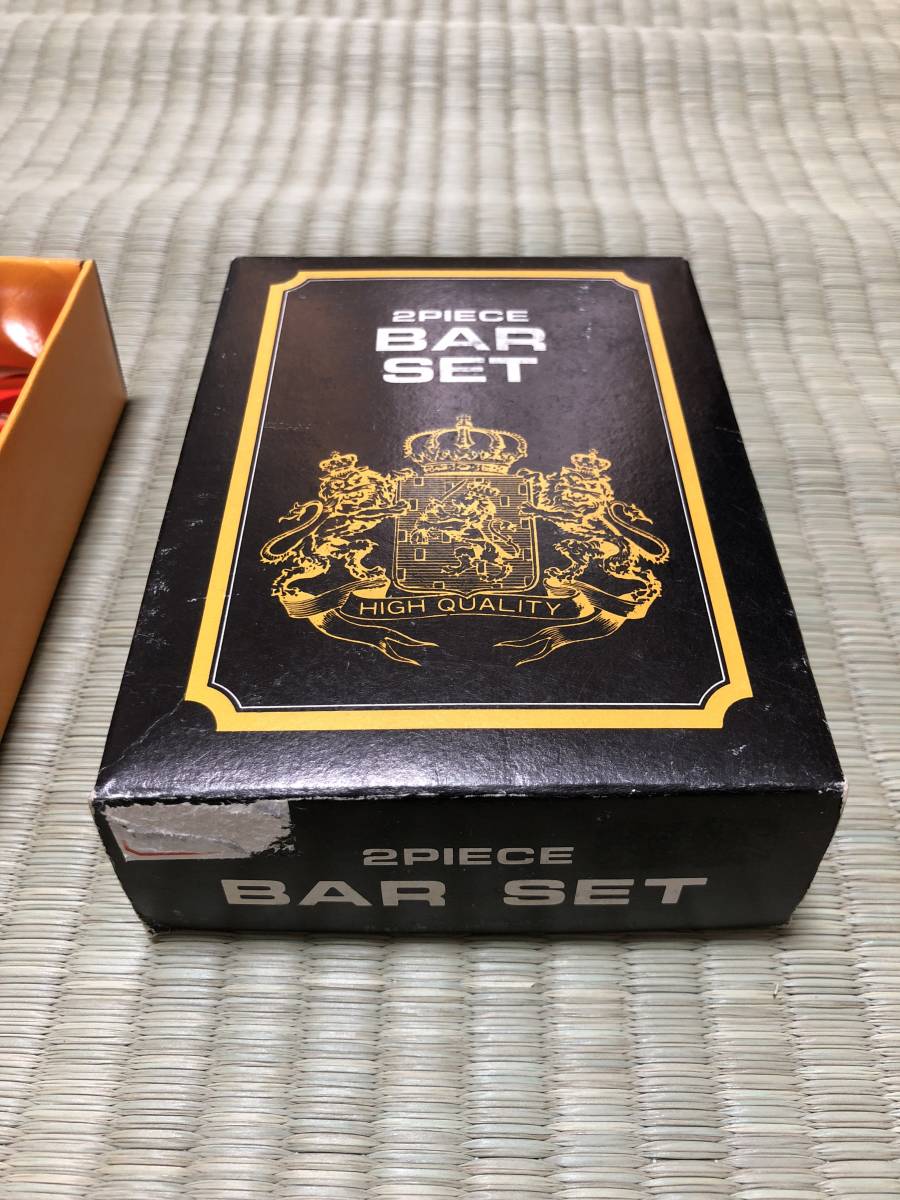 2PIECE
BAR
SET
HIGH QUALITY
2PIECE
BAR SET